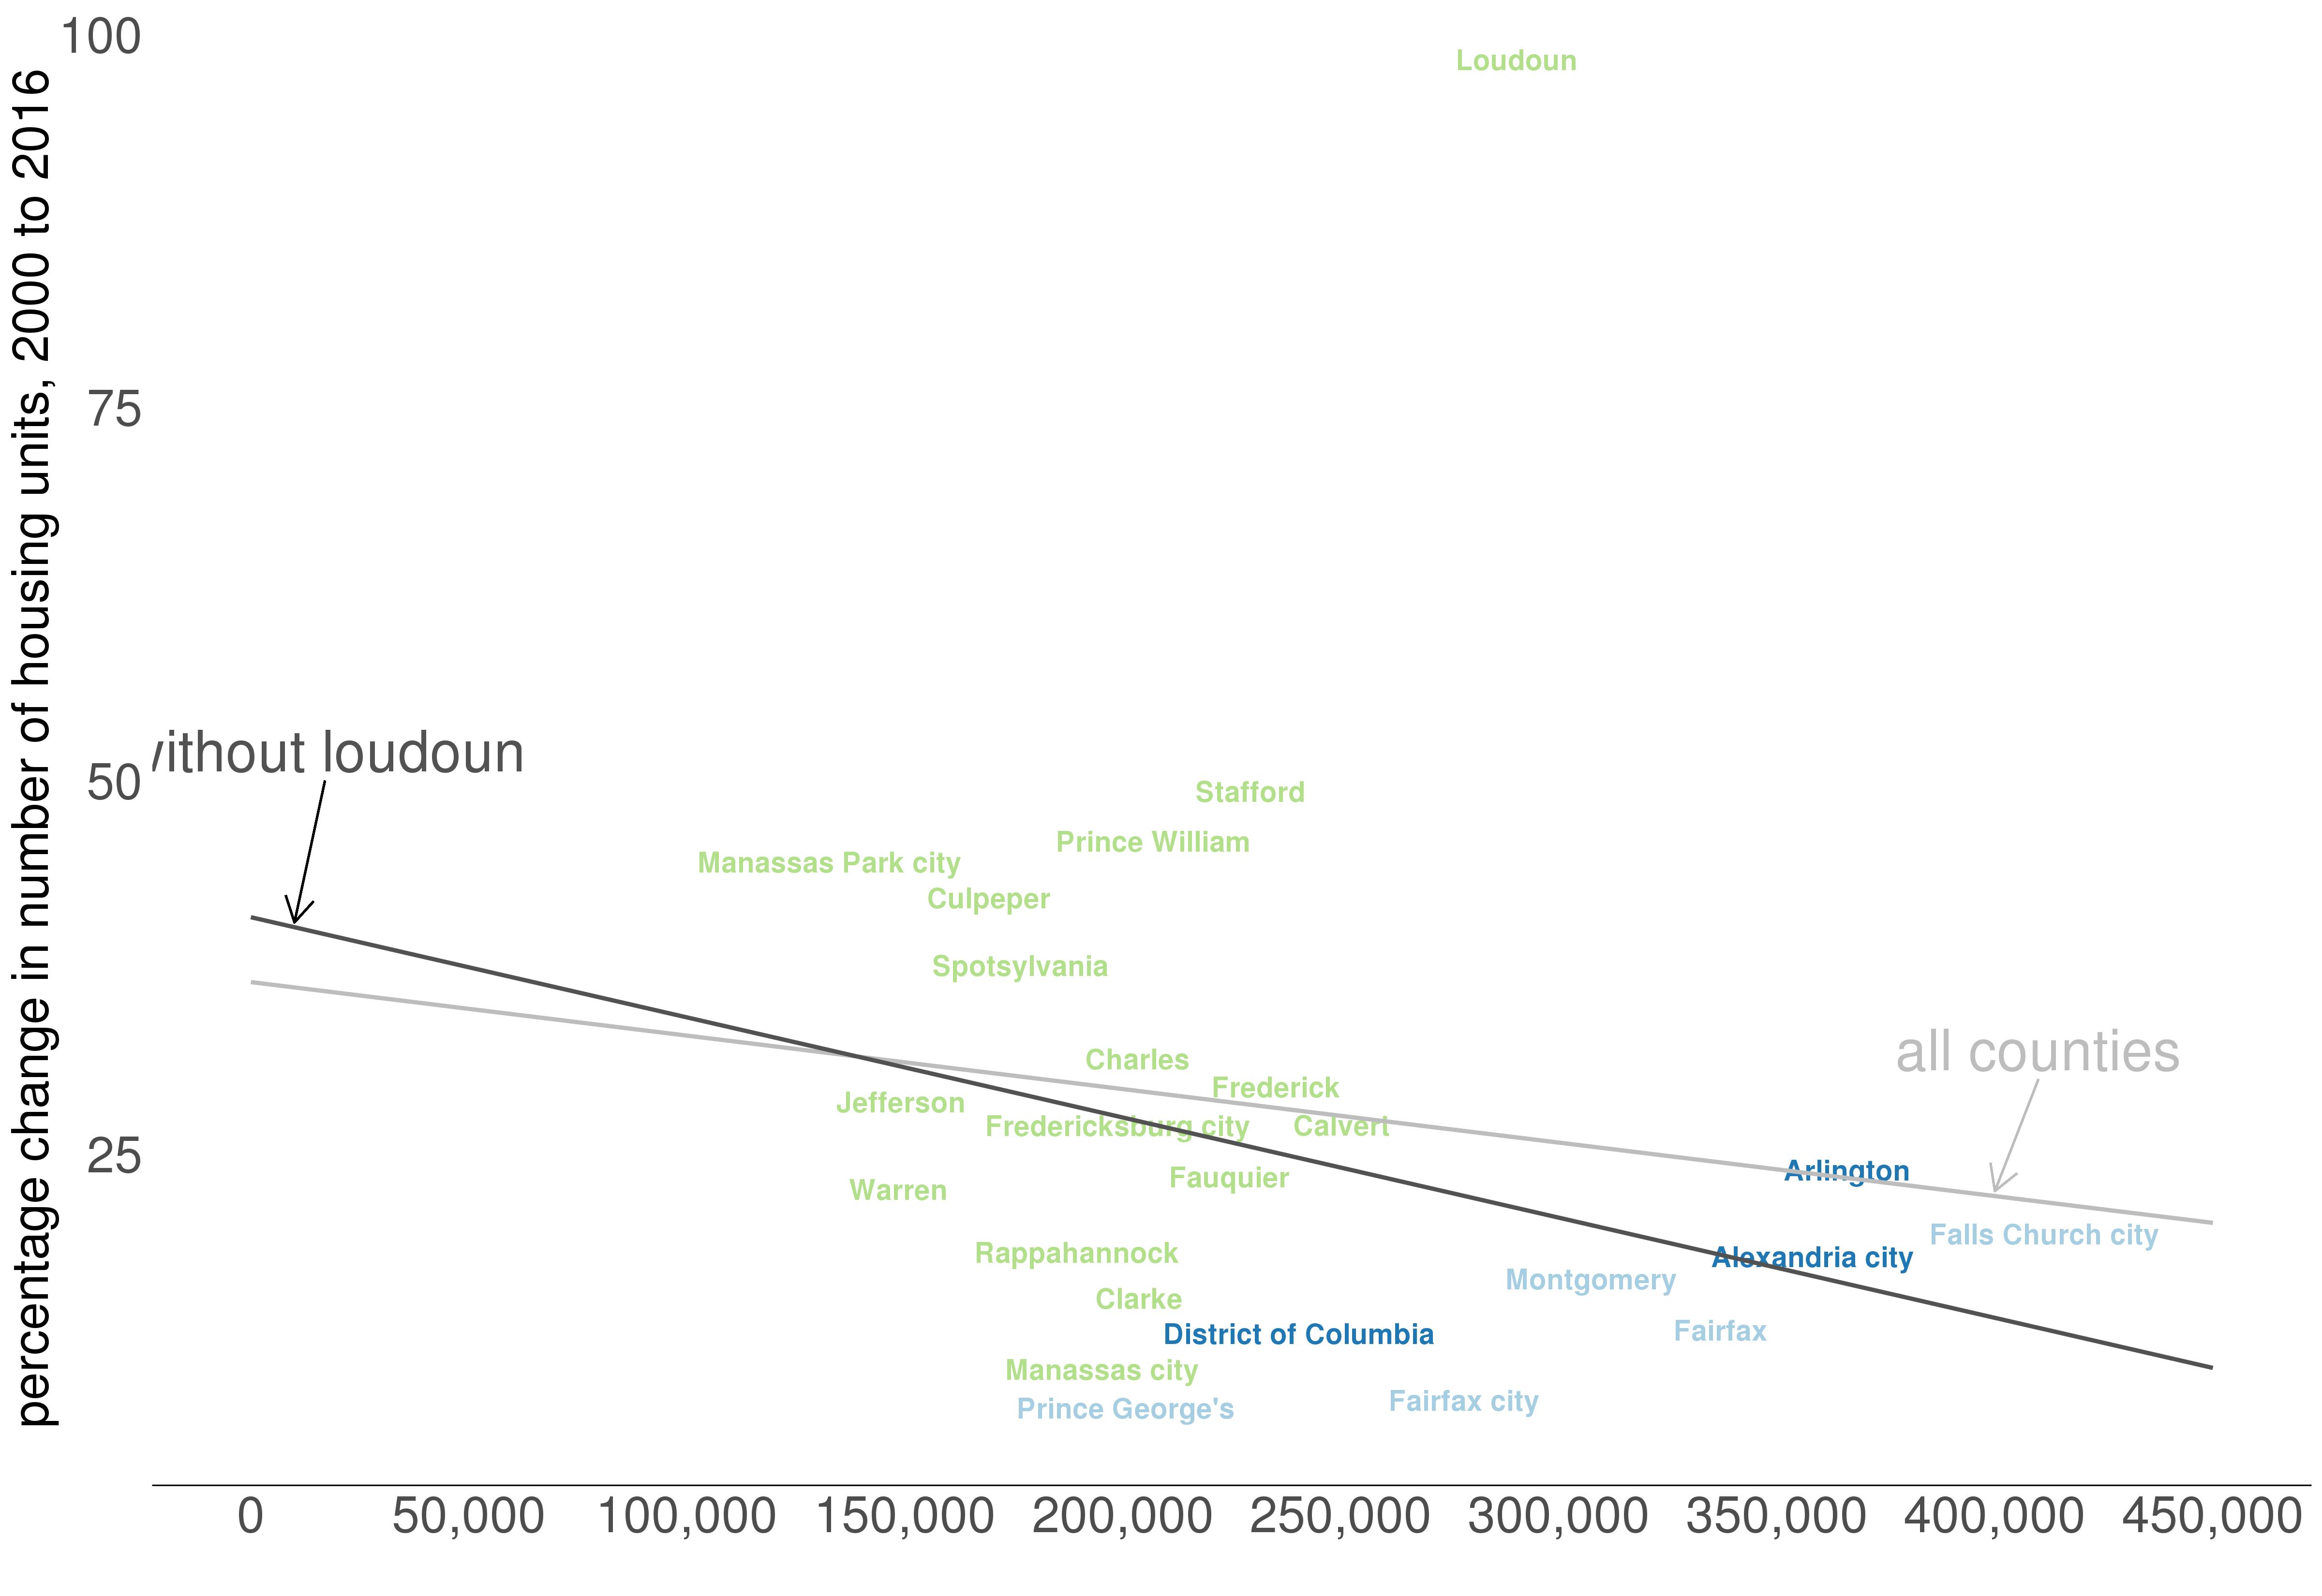 percentage change in number of housing units, 2000 to 2016
100
75
50
25
Loudoun
without loudoun
Stafford
Prince William
Manassas Park city
Culpeper
Spotsylvania
all counties
Charles
Frederick
Jefferson
Fredericksburg city
Calvert
Arlington
Fauquier
Warren
Falls Church city
Rappahannock
Alexandria city
Montgomery
Clarke
District of Columbia
Fairfax
Manassas city
Fairfax city
Prince George's
0 50,000 100,000 150,000 200,000 250,000 300,000 350,000 400,000 450,000